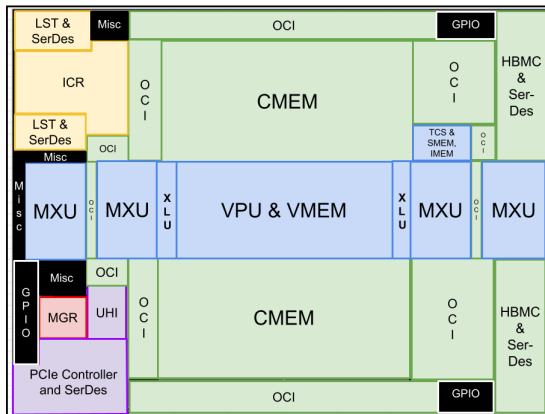 LST &
SerDes
Misc
OCI
GPIO
HBMC
&
Ser-
Des
ICR
O
C
I
CMEM
O
C
I
LST &
SerDes
TCS &
SMEM,
IMEM
O
C
I
OCI
Misc
M
i
s
c
MXU
O
C
I
MXU
X
L
U
VPU & VMEM
X
L
U
MXU
O
C
I
MXU
G
P
I
O
Misc
OCI
O
C
I
CMEM
O
C
I
HBMC
& Ser-
Des
MGR
UHI
PCIe Controller
and SerDes
OCI
GPIO